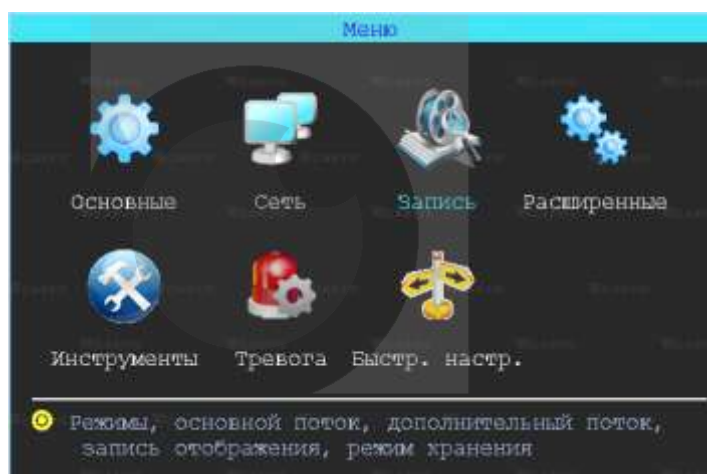 Меню
Основные Сеть Запись Расширенные
Инструменты Тревога Быстр. настр.
Режимы, основной поток, дополнительный поток,
запись отображения, режим хранения